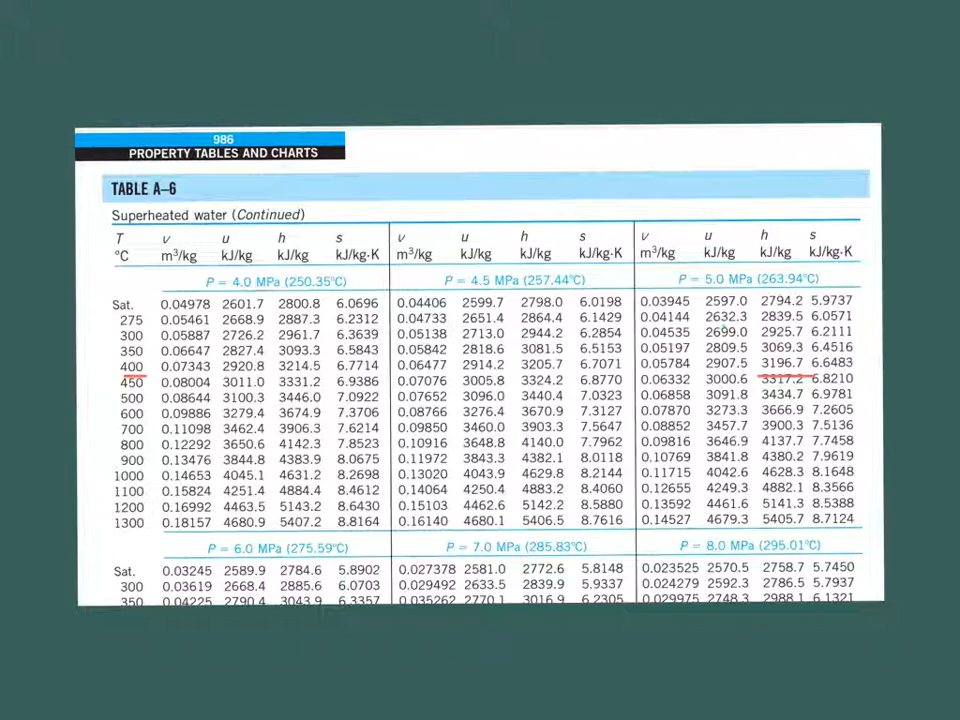 986
PROPERTY TABLES AND CHARTS
TABLE A–6
Superheated water (Continued)
T v u h s v u h s v u h s
°C m³/kg kJ/kg kJ/kg kJ/kg·K m³/kg kJ/kg kJ/kg kJ/kg·K m³/kg kJ/kg kJ/kg kJ/kg·K
P = 4.0 MPa (250.35°C) P = 4.5 MPa (257.44°C) P = 5.0 MPa (263.94°C)
Sat. 0.04978 2601.7 2800.8 6.0696 0.04406 2599.7 2798.0 6.0198 0.03945 2597.0 2794.2 5.9737
275 0.05461 2668.9 2887.3 6.2312 0.04733 2651.4 2864.4 6.1429 0.04144 2632.3 2839.5 6.0571
300 0.05887 2726.2 2961.7 6.3639 0.05138 2713.0 2944.2 6.2854 0.04535 2699.0 2925.7 6.2111
350 0.06647 2827.4 3093.3 6.5843 0.05842 2818.6 3081.5 6.5153 0.05197 2809.5 3069.3 6.4516
400 0.07343 2920.8 3214.5 6.7714 0.06477 2914.2 3205.7 6.7071 0.05784 2907.5 3196.7 6.6483
450 0.08004 3011.0 3331.2 6.9386 0.07076 3005.8 3324.2 6.8770 0.06332 3000.6 3317.2 6.8210
500 0.08644 3100.3 3446.0 7.0922 0.07652 3096.0 3440.4 7.0323 0.06858 3091.8 3434.7 6.9781
600 0.09886 3279.4 3674.9 7.3706 0.08766 3276.4 3670.9 7.3127 0.07870 3273.3 3666.9 7.2605
700 0.11098 3462.4 3906.3 7.6214 0.09850 3460.0 3903.3 7.5647 0.08852 3457.7 3900.3 7.5136
800 0.12292 3650.6 4142.3 7.8523 0.10916 3648.8 4140.0 7.7962 0.09816 3646.9 4137.7 7.7458
900 0.13476 3844.8 4383.9 8.0675 0.11972 3843.3 4382.1 8.0118 0.10769 3841.8 4380.2 7.9619
1000 0.14653 4045.1 4631.2 8.2698 0.13020 4043.9 4629.8 8.2144 0.11715 4042.6 4628.3 8.1648
1100 0.15824 4251.4 4884.4 8.4612 0.14064 4250.4 4883.2 8.4060 0.12655 4249.3 4882.1 8.3566
1200 0.16992 4463.5 5143.2 8.6430 0.15103 4462.6 5142.2 8.5880 0.13592 4461.6 5141.3 8.5388
1300 0.18157 4680.9 5407.2 8.8164 0.16140 4680.1 5406.5 8.7616 0.14527 4679.3 5405.7 8.7124
P = 6.0 MPa (275.59°C) P = 7.0 MPa (285.83°C) P = 8.0 MPa (295.01°C)
Sat. 0.03245 2589.9 2784.6 5.8902 0.027378 2581.0 2772.6 5.8148 0.023525 2570.5 2758.7 5.7450
300 0.03619 2668.4 2885.6 6.0703 0.029492 2633.5 2839.9 5.9337 0.024279 2592.3 2786.5 5.7937
350 0.04225 2790.4 3043.9 6.3357 0.035262 2770.1 3016.9 6.2305 0.029975 2748.3 2988.1 6.1321